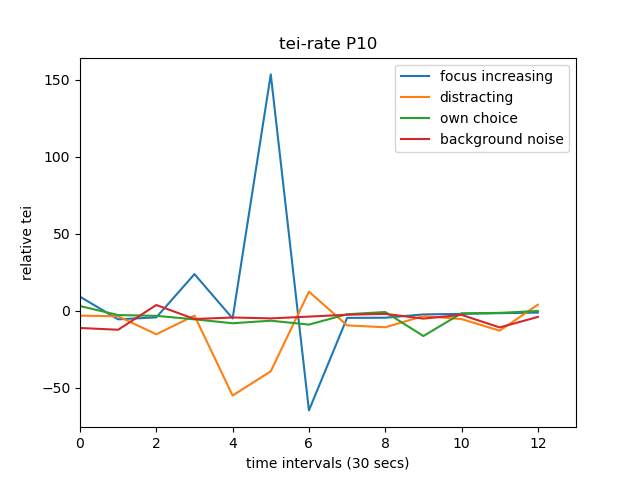 tei-rate P10
focus increasing
distracting
own choice
background noise
relative tei
150
100
50
0
−50
0 2 4 6 8 10 12
time intervals (30 secs)